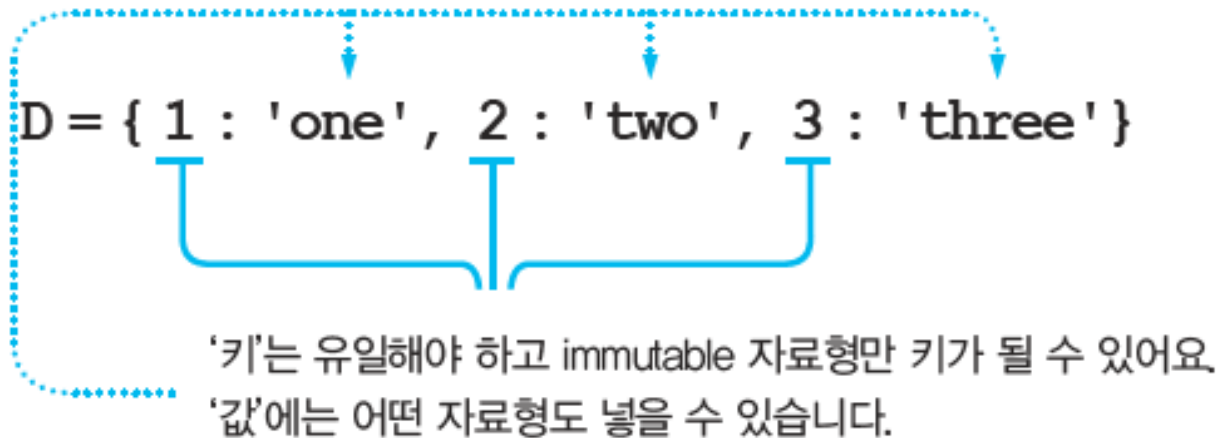 D = { 1 : 'one', 2 : 'two', 3 : 'three'}
‘키’는 유일해야 하고 immutable 자료형만 키가 될 수 있어요.
‘값’에는 어떤 자료형도 넣을 수 있습니다.